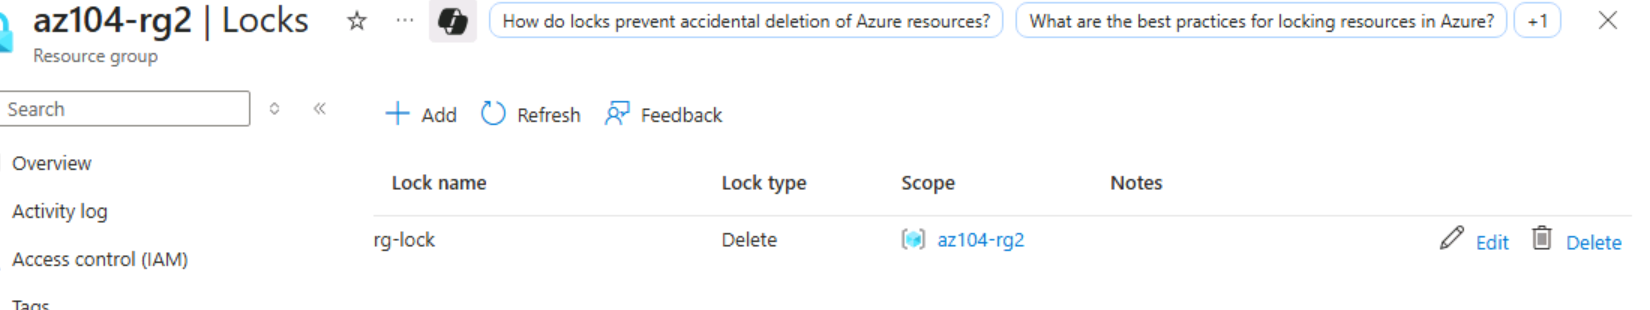 az104-rg2 | Locks
How do locks prevent accidental deletion of Azure resources?
What are the best practices for locking resources in Azure?
+1
Resource group
Search
Add
Refresh
Feedback
Overview
Activity log
Access control (IAM)
Tags
Lock name Lock type Scope Notes
rg-lock Delete az104-rg2 Edit Delete